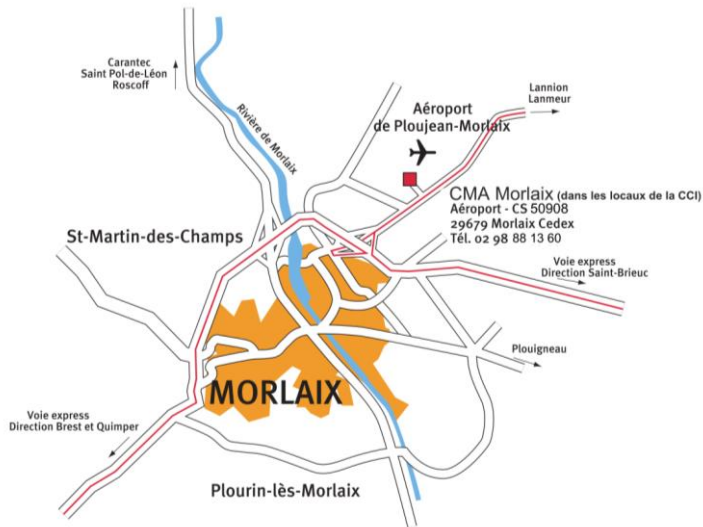 Carantec
Saint Pol-de-Léon
Roscoff
Rivière de Morlaix
Lannion
Lanmeur
Aéroport
de Ploujean-Morlaix
CMA Morlaix (dans les locaux de la CCI)
Aéroport - CS 50908
29679 Morlaix Cedex
Tél. 02 98 88 13 60
St-Martin-des-Champs
Voie express
Direction Saint-Brieuc
Plouigneau
MORLAIX
Voie express
Direction Brest et Quimper
Plourin-lès-Morlaix